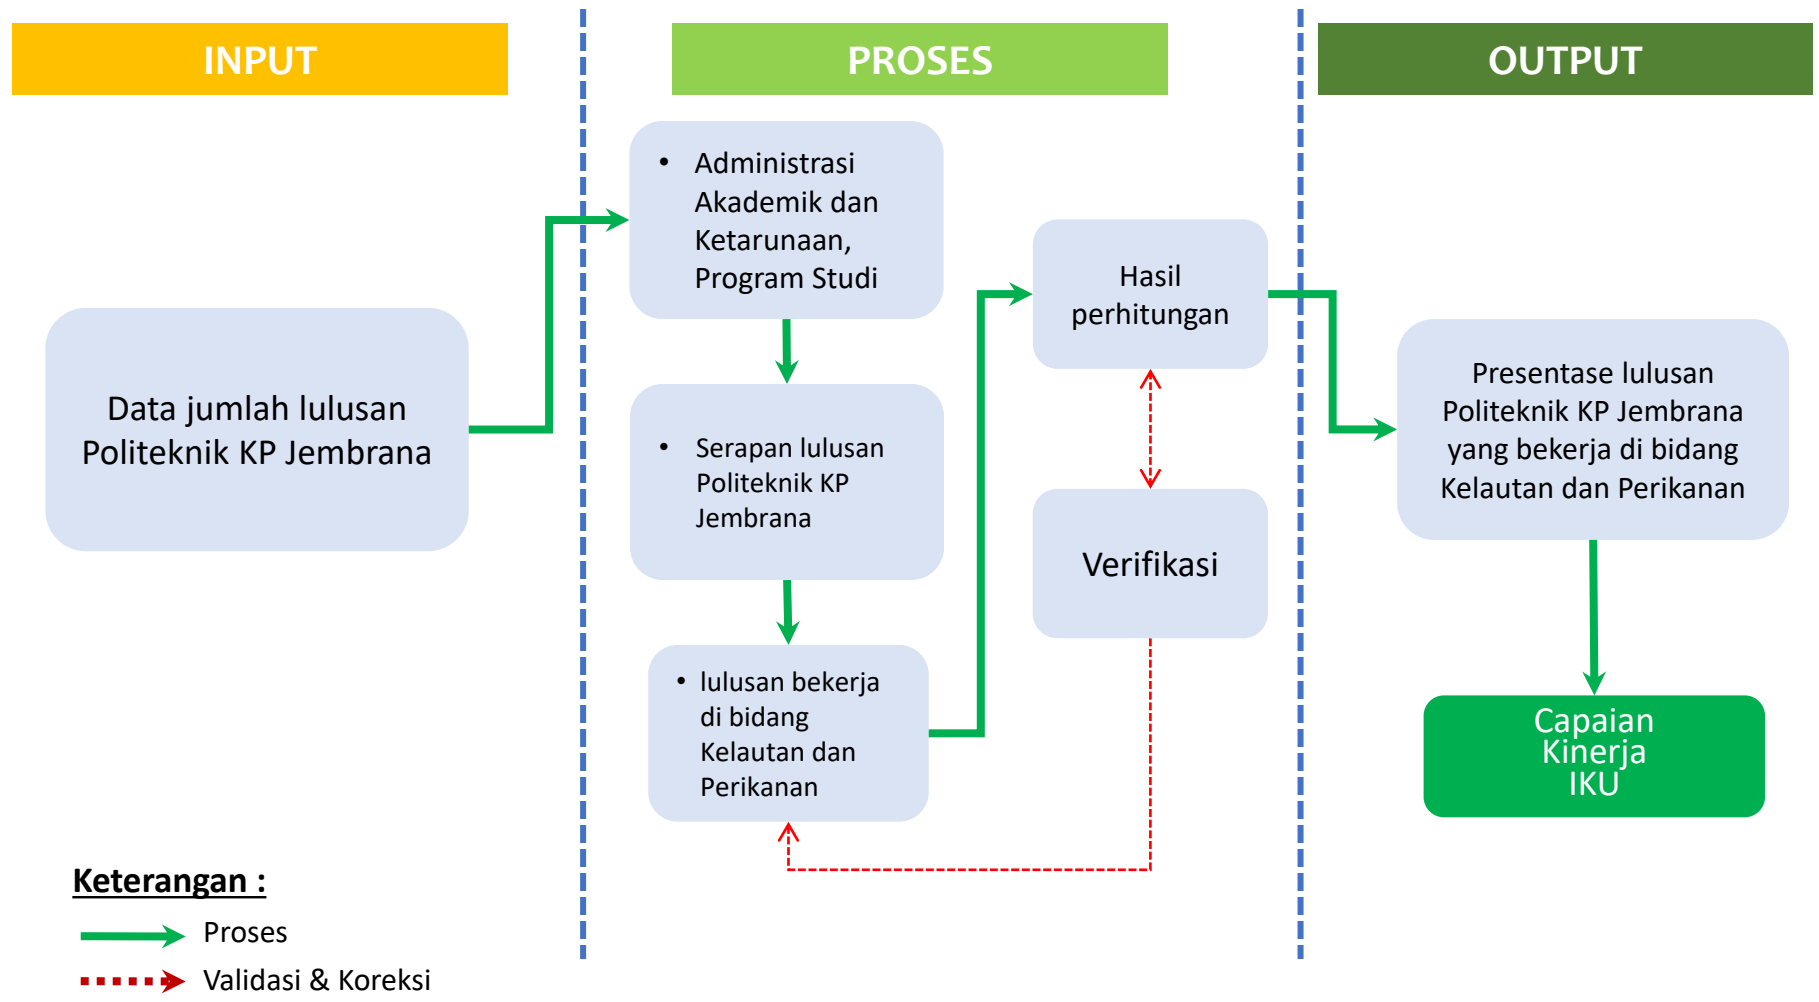 INPUT
PROSES
OUTPUT
Data jumlah lulusan
Politeknik KP Jembrana
• Administrasi
Akademik dan
Ketarunaan,
Program Studi
• Serapan lulusan
Politeknik KP
Jembrana
• lulusan bekerja
di bidang
Kelautan dan
Perikanan
Hasil
perhitungan
Verifikasi
Presentase lulusan
Politeknik KP Jembrana
yang bekerja di bidang
Kelautan dan Perikanan
Capaian
Kinerja
IKU
Keterangan :
Proses
Validasi & Koreksi